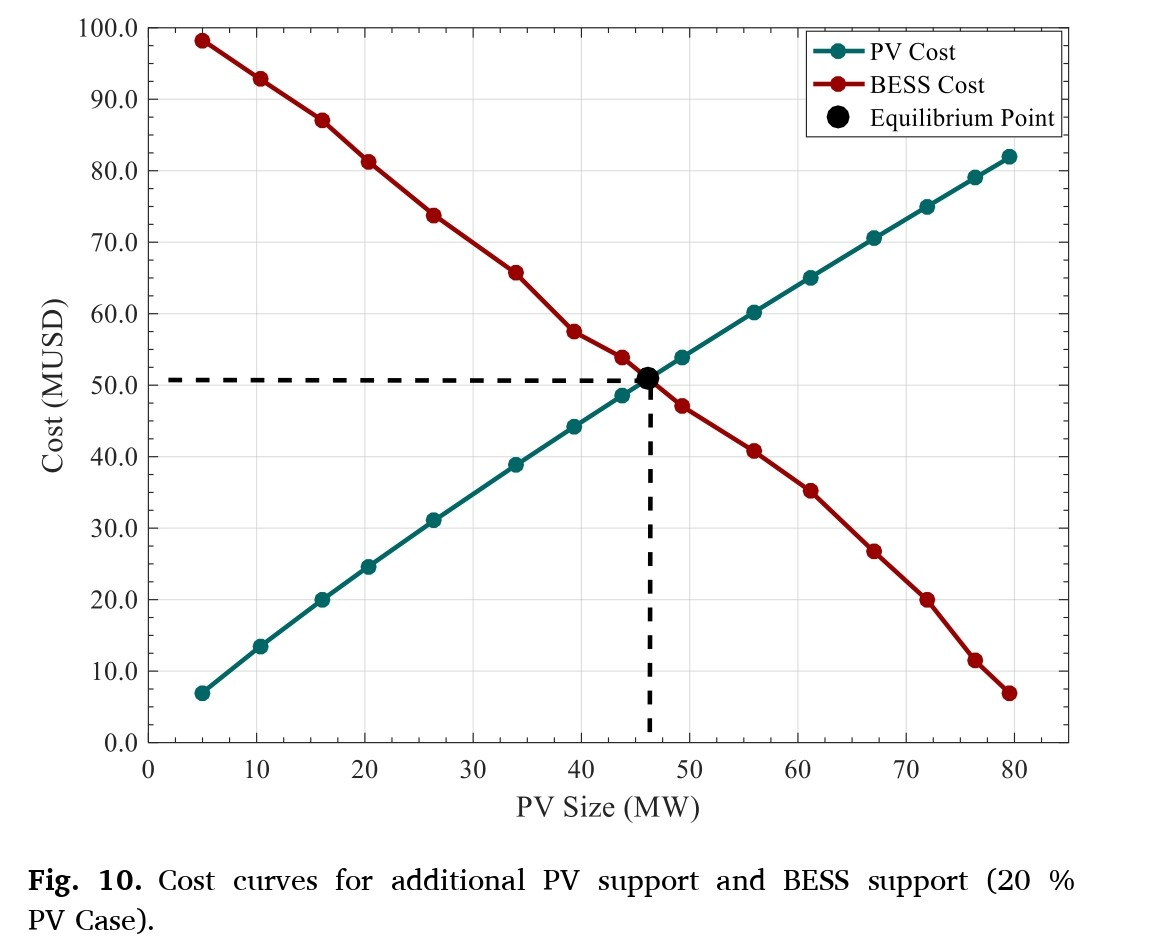 100.0
90.0
80.0
70.0
60.0
50.0
40.0
30.0
20.0
10.0
0.0
Cost (MUSD)
PV Cost
BESS Cost
Equilibrium Point
0 10 20 30 40 50 60 70 80
PV Size (MW)
Fig. 10. Cost curves for additional PV support and BESS support (20 %
PV Case).